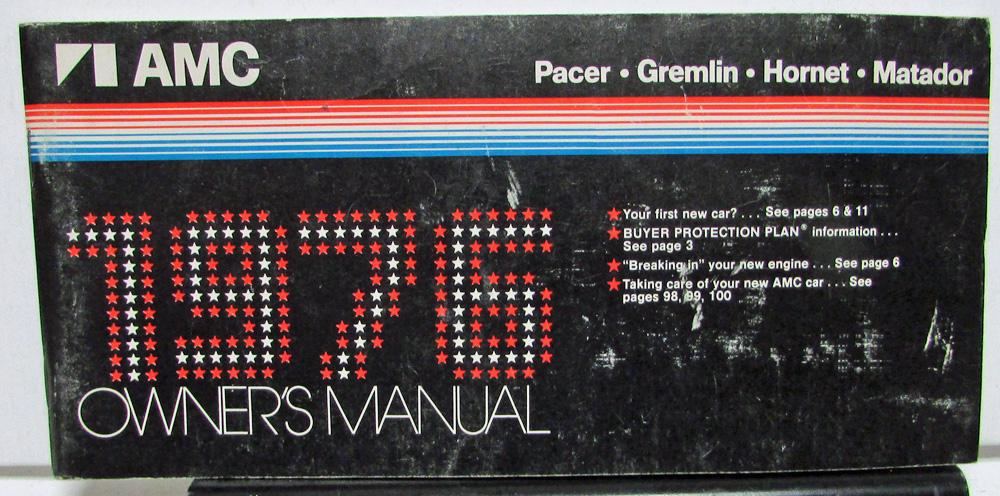 AMC
Pacer • Gremlin • Hornet • Matador
1976
OWNER'S MANUAL
★Your first new car? . . . See pages 6 & 11
★BUYER PROTECTION PLAN® information . . .
See page 3
★"Breaking in" your new engine . . . See page 6
★Taking care of your new AMC car . . . See
pages 98, 99, 100